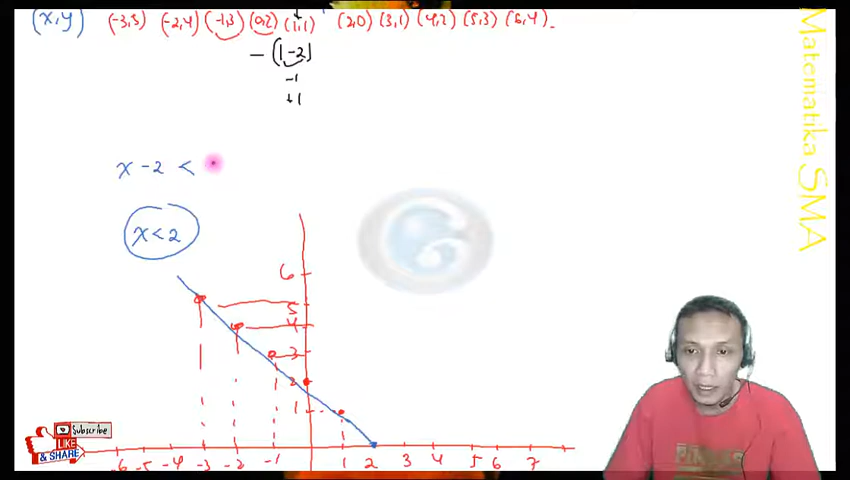 (x,y) (-3,5) (-2,4) (-1,3) (0,2) (1,1) (2,0) (3,1) (4,2) (5,3) (6,4).
- (1-2)
-1
+1
x - 2 <
x < 2
6
5
4
3
2
1
-6 -5 -4 -3 -2 -1 1 2 3 4 5 6 7
Matematika SMA
Subscribe
LIKE
& SHARE